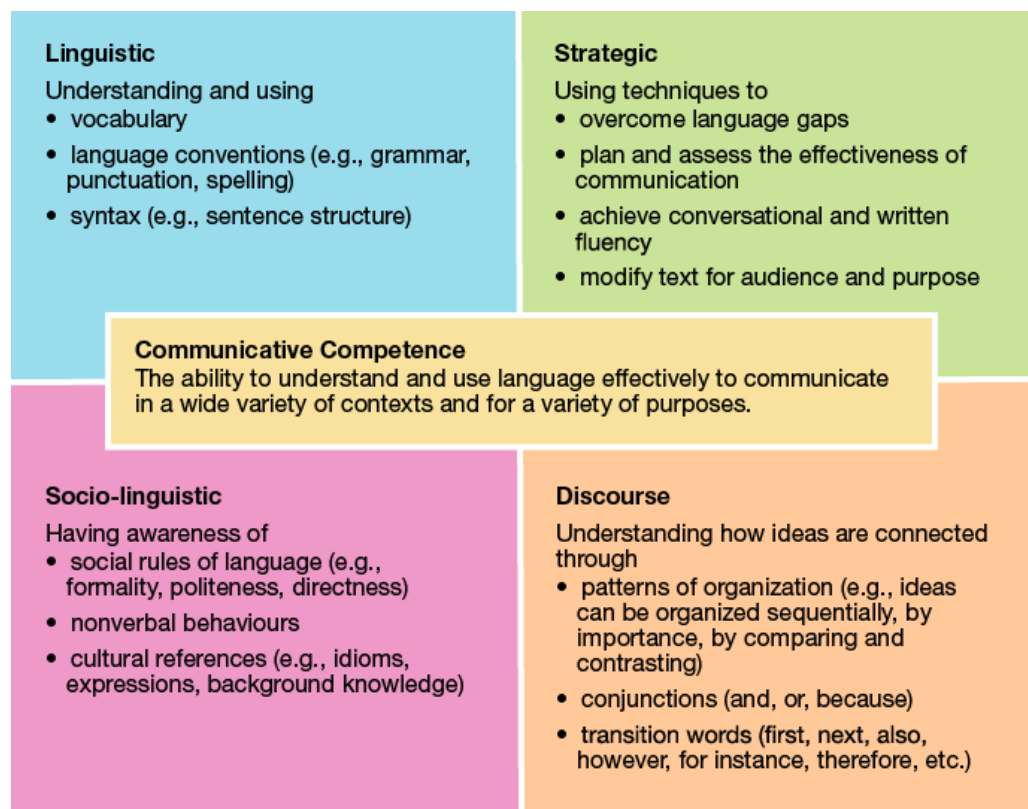 Linguistic
Understanding and using
• vocabulary
• language conventions (e.g., grammar,
punctuation, spelling)
• syntax (e.g., sentence structure)
Strategic
Using techniques to
• overcome language gaps
• plan and assess the effectiveness of
communication
• achieve conversational and written
fluency
• modify text for audience and purpose
Communicative Competence
The ability to understand and use language effectively to communicate
in a wide variety of contexts and for a variety of purposes.
Socio-linguistic
Having awareness of
• social rules of language (e.g.,
formality, politeness, directness)
• nonverbal behaviours
• cultural references (e.g., idioms,
expressions, background knowledge)
Discourse
Understanding how ideas are connected
through
• patterns of organization (e.g., ideas
can be organized sequentially, by
importance, by comparing and
contrasting)
• conjunctions (and, or, because)
• transition words (first, next, also,
however, for instance, therefore, etc.)